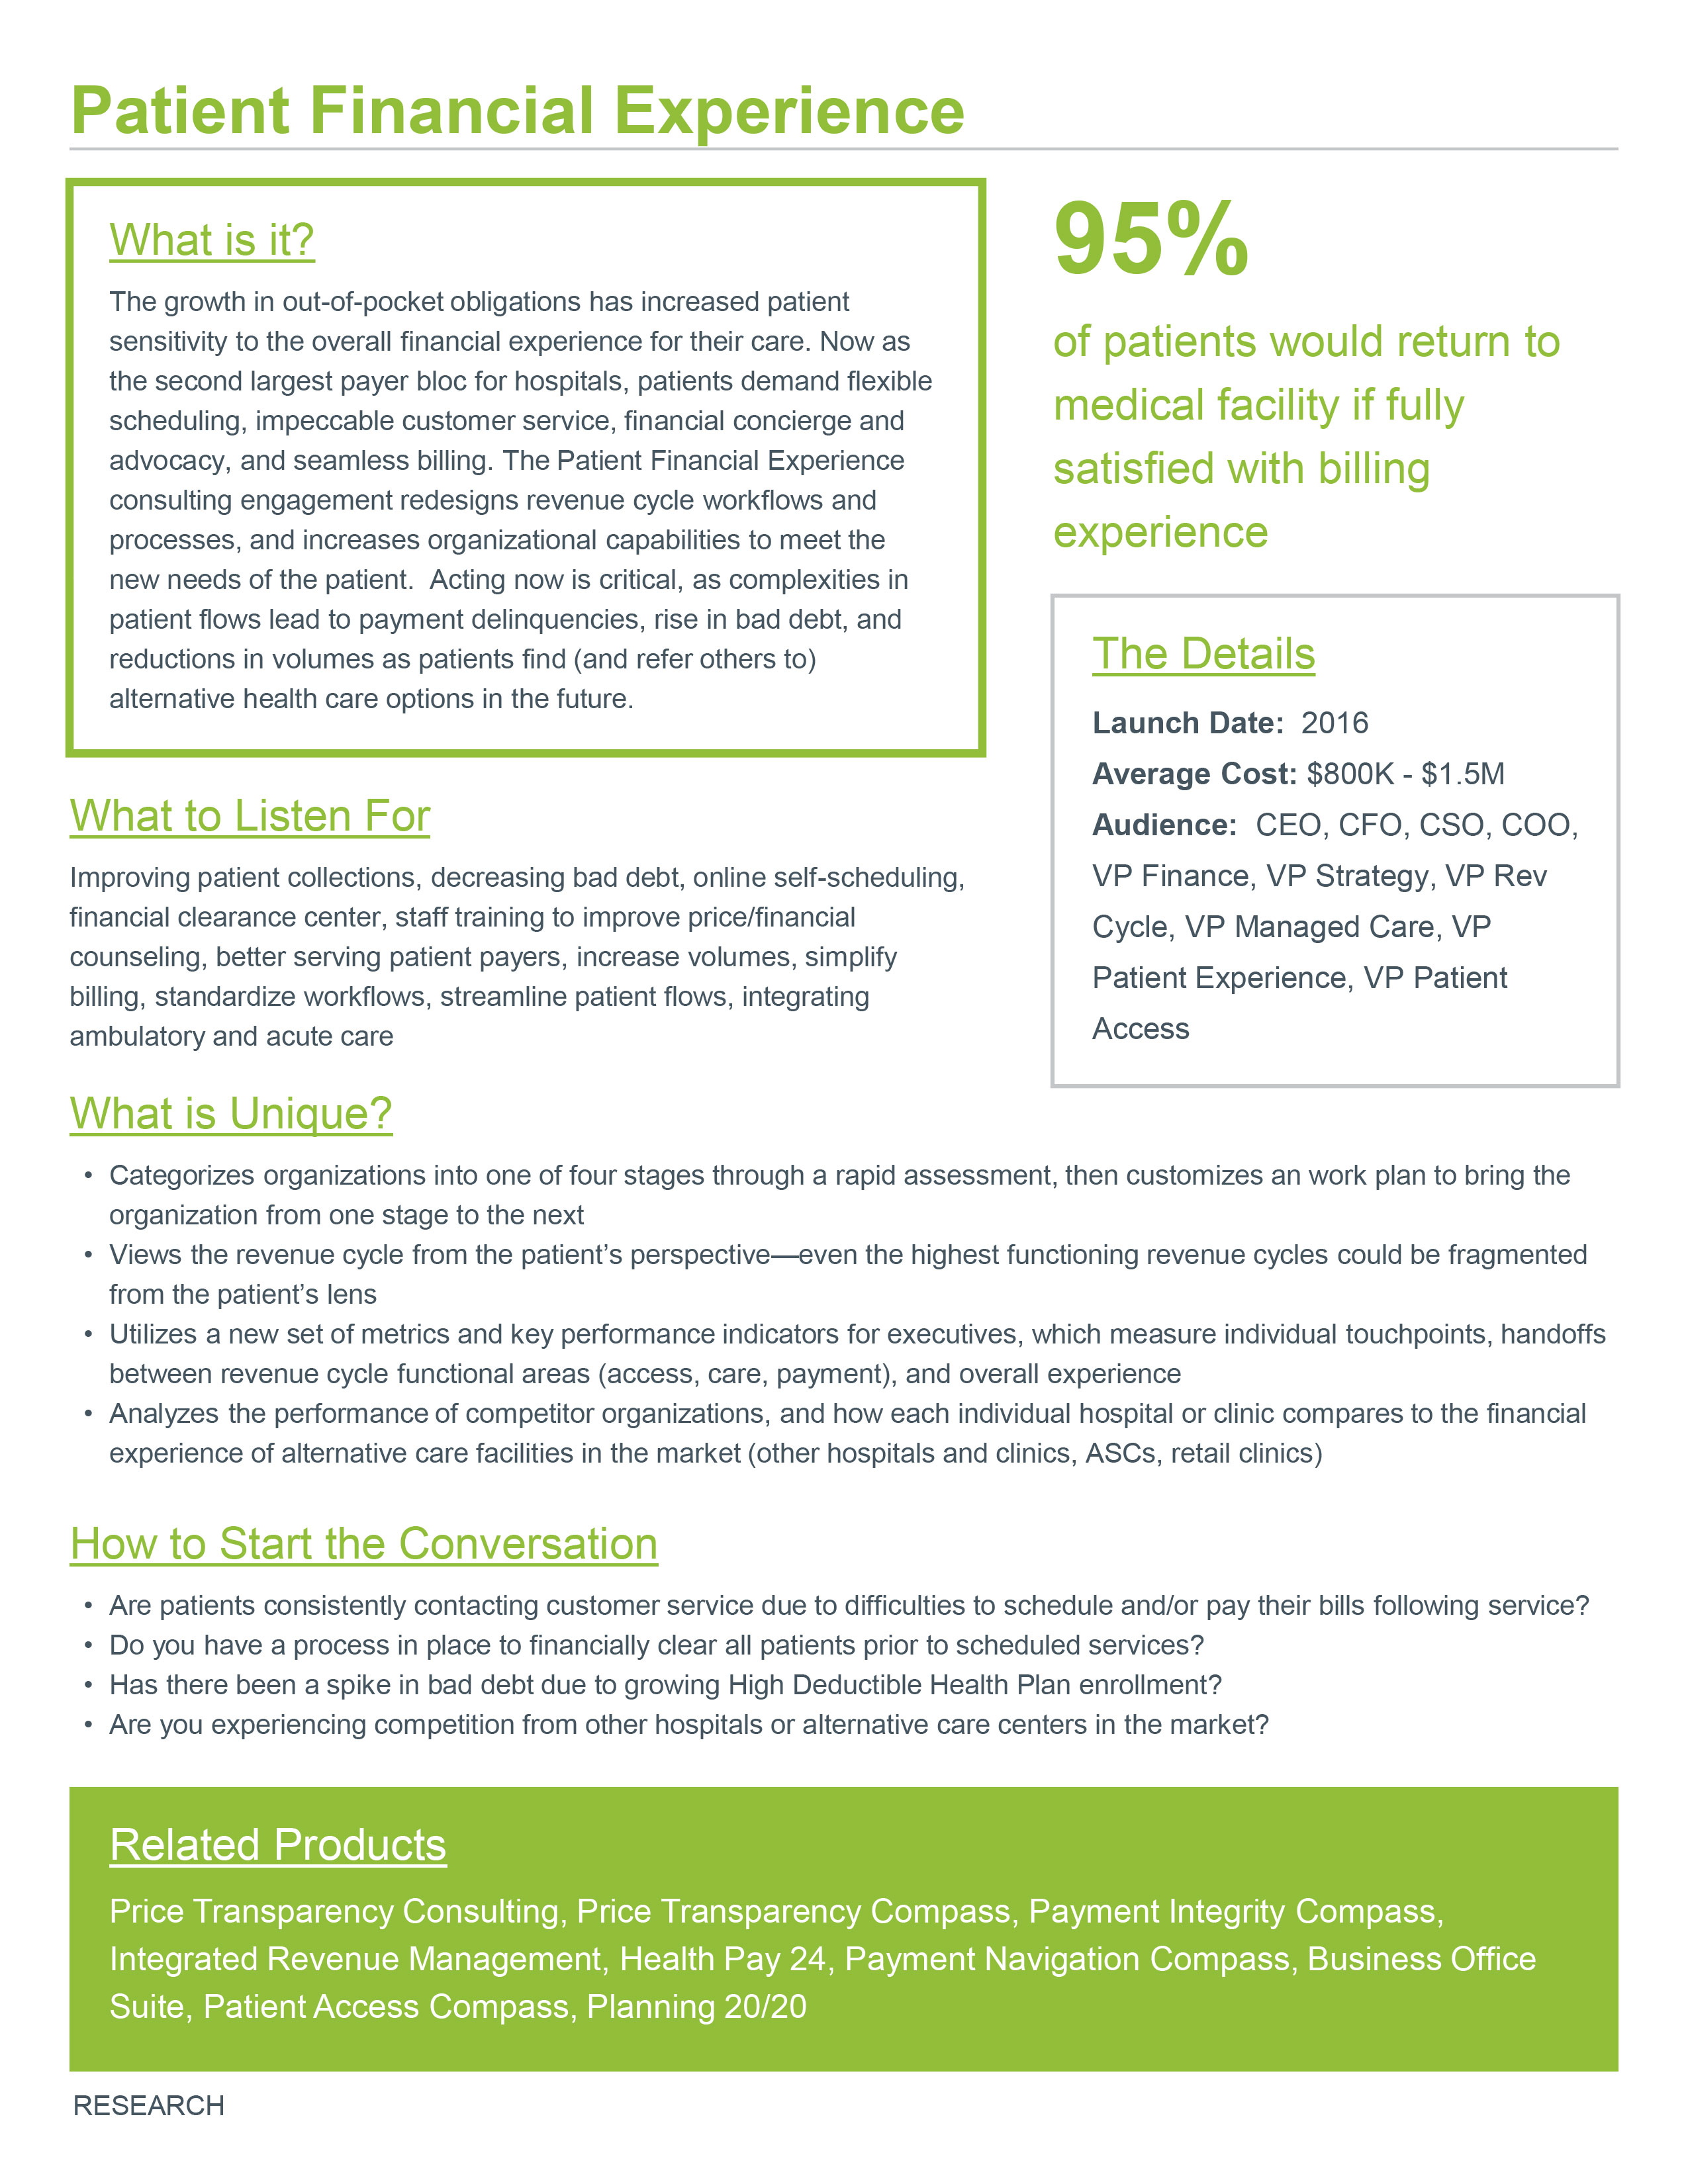 Patient Financial Experience
What is it?
The growth in out-of-pocket obligations has increased patient
sensitivity to the overall financial experience for their care. Now as
the second largest payer bloc for hospitals, patients demand flexible
scheduling, impeccable customer service, financial concierge and
advocacy, and seamless billing. The Patient Financial Experience
consulting engagement redesigns revenue cycle workflows and
processes, and increases organizational capabilities to meet the
new needs of the patient.  Acting now is critical, as complexities in
patient flows lead to payment delinquencies, rise in bad debt, and
reductions in volumes as patients find (and refer others to)
alternative health care options in the future.
95%
of patients would return to
medical facility if fully
satisfied with billing
experience
The Details
Launch Date:  2016
Average Cost: $800K - $1.5M
Audience:  CEO, CFO, CSO, COO,
VP Finance, VP Strategy, VP Rev
Cycle, VP Managed Care, VP
Patient Experience, VP Patient
Access
What to Listen For
Improving patient collections, decreasing bad debt, online self-scheduling,
financial clearance center, staff training to improve price/financial
counseling, better serving patient payers, increase volumes, simplify
billing, standardize workflows, streamline patient flows, integrating
ambulatory and acute care
What is Unique?
• Categorizes organizations into one of four stages through a rapid assessment, then customizes an work plan to bring the
organization from one stage to the next
• Views the revenue cycle from the patient’s perspective—even the highest functioning revenue cycles could be fragmented
from the patient’s lens
• Utilizes a new set of metrics and key performance indicators for executives, which measure individual touchpoints, handoffs
between revenue cycle functional areas (access, care, payment), and overall experience
• Analyzes the performance of competitor organizations, and how each individual hospital or clinic compares to the financial
experience of alternative care facilities in the market (other hospitals and clinics, ASCs, retail clinics)
How to Start the Conversation
• Are patients consistently contacting customer service due to difficulties to schedule and/or pay their bills following service?
• Do you have a process in place to financially clear all patients prior to scheduled services?
• Has there been a spike in bad debt due to growing High Deductible Health Plan enrollment?
• Are you experiencing competition from other hospitals or alternative care centers in the market?
Related Products
Price Transparency Consulting, Price Transparency Compass, Payment Integrity Compass,
Integrated Revenue Management, Health Pay 24, Payment Navigation Compass, Business Office
Suite, Patient Access Compass, Planning 20/20
RESEARCH